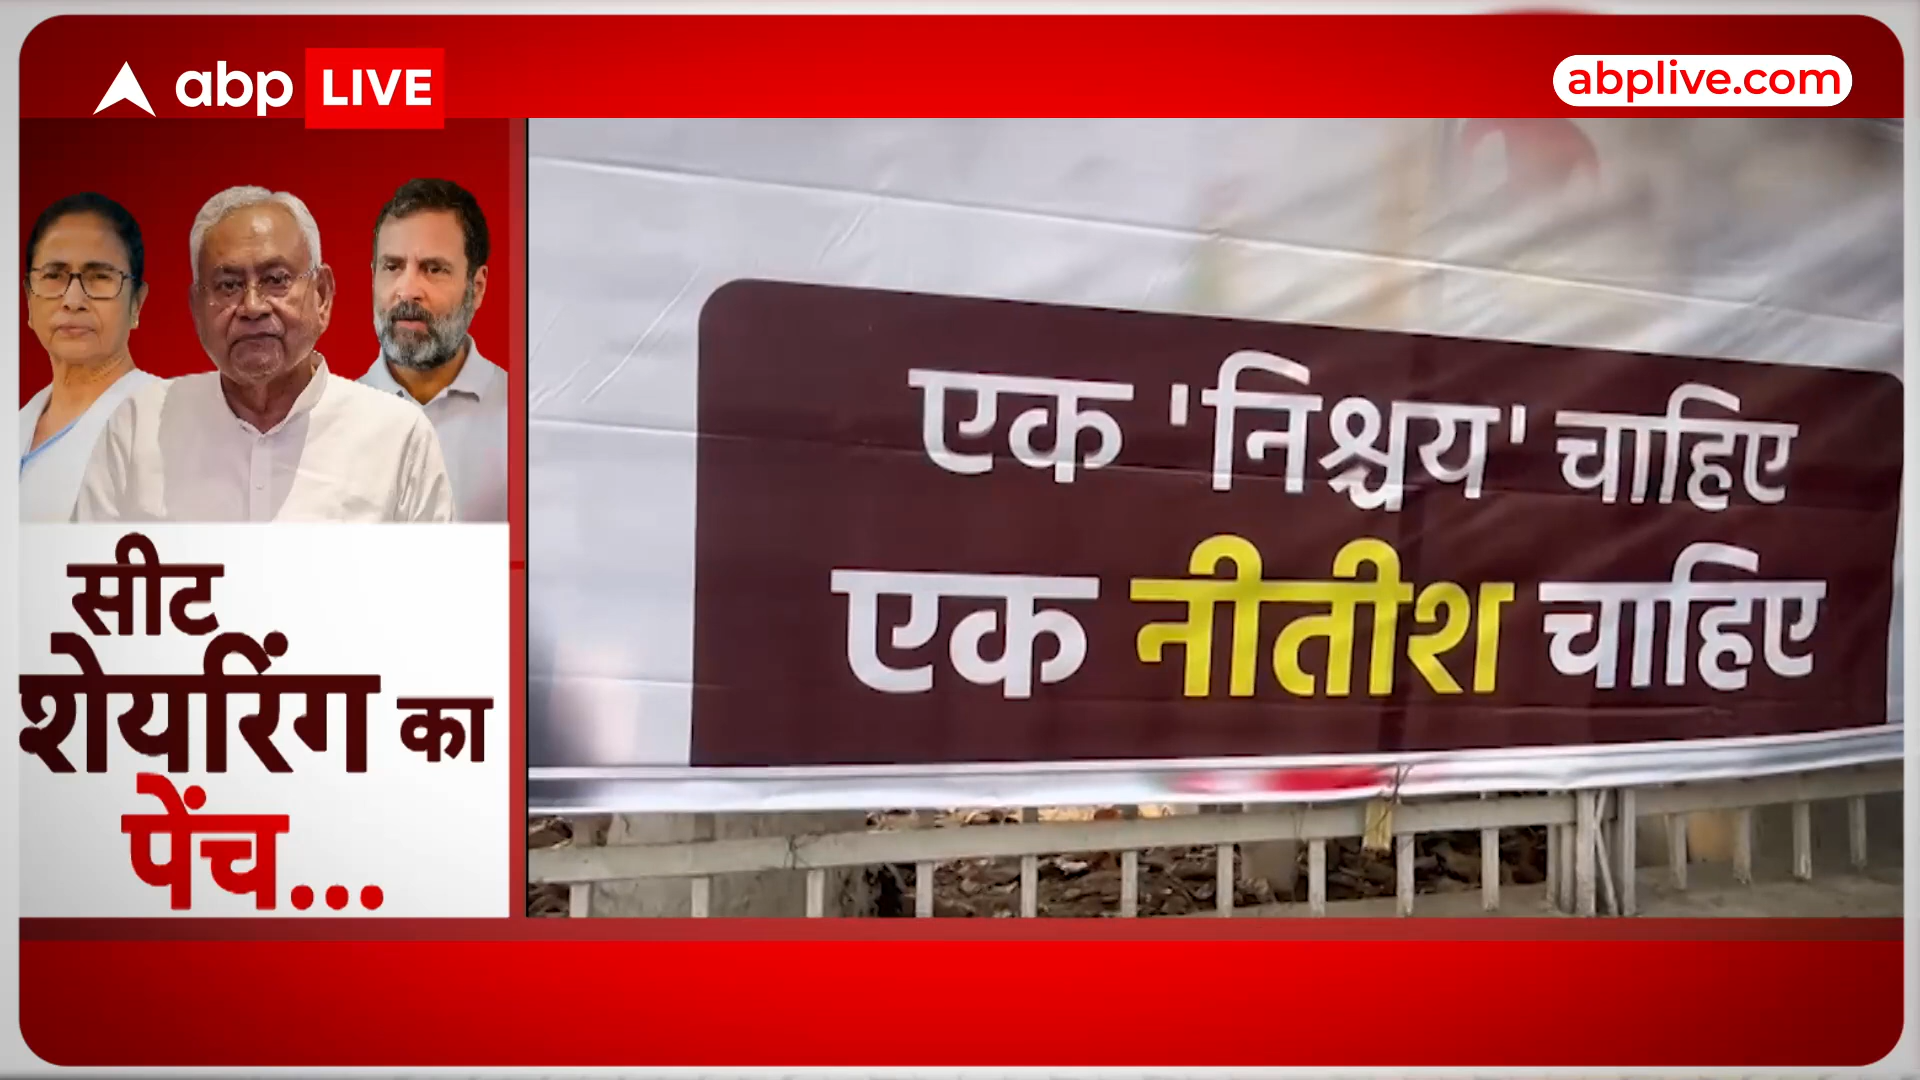 abp LIVE
abplive.com
सीट
शेयरिंग का
पेंच...
एक 'निश्चय' चाहिए
एक नीतीश चाहिए